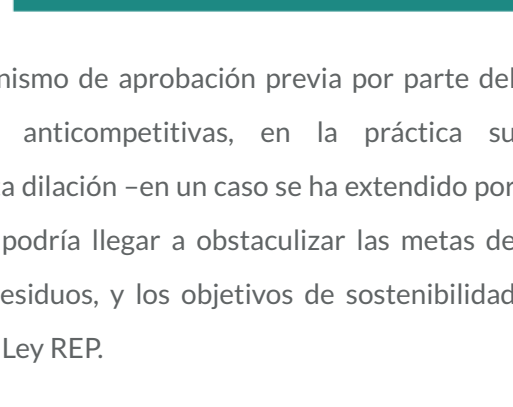 nismo de aprobación previa por parte del
anticompetitivas, en la práctica su
a dilación –en un caso se ha extendido por
podría llegar a obstaculizar las metas de
esiduos, y los objetivos de sostenibilidad
Ley REP.